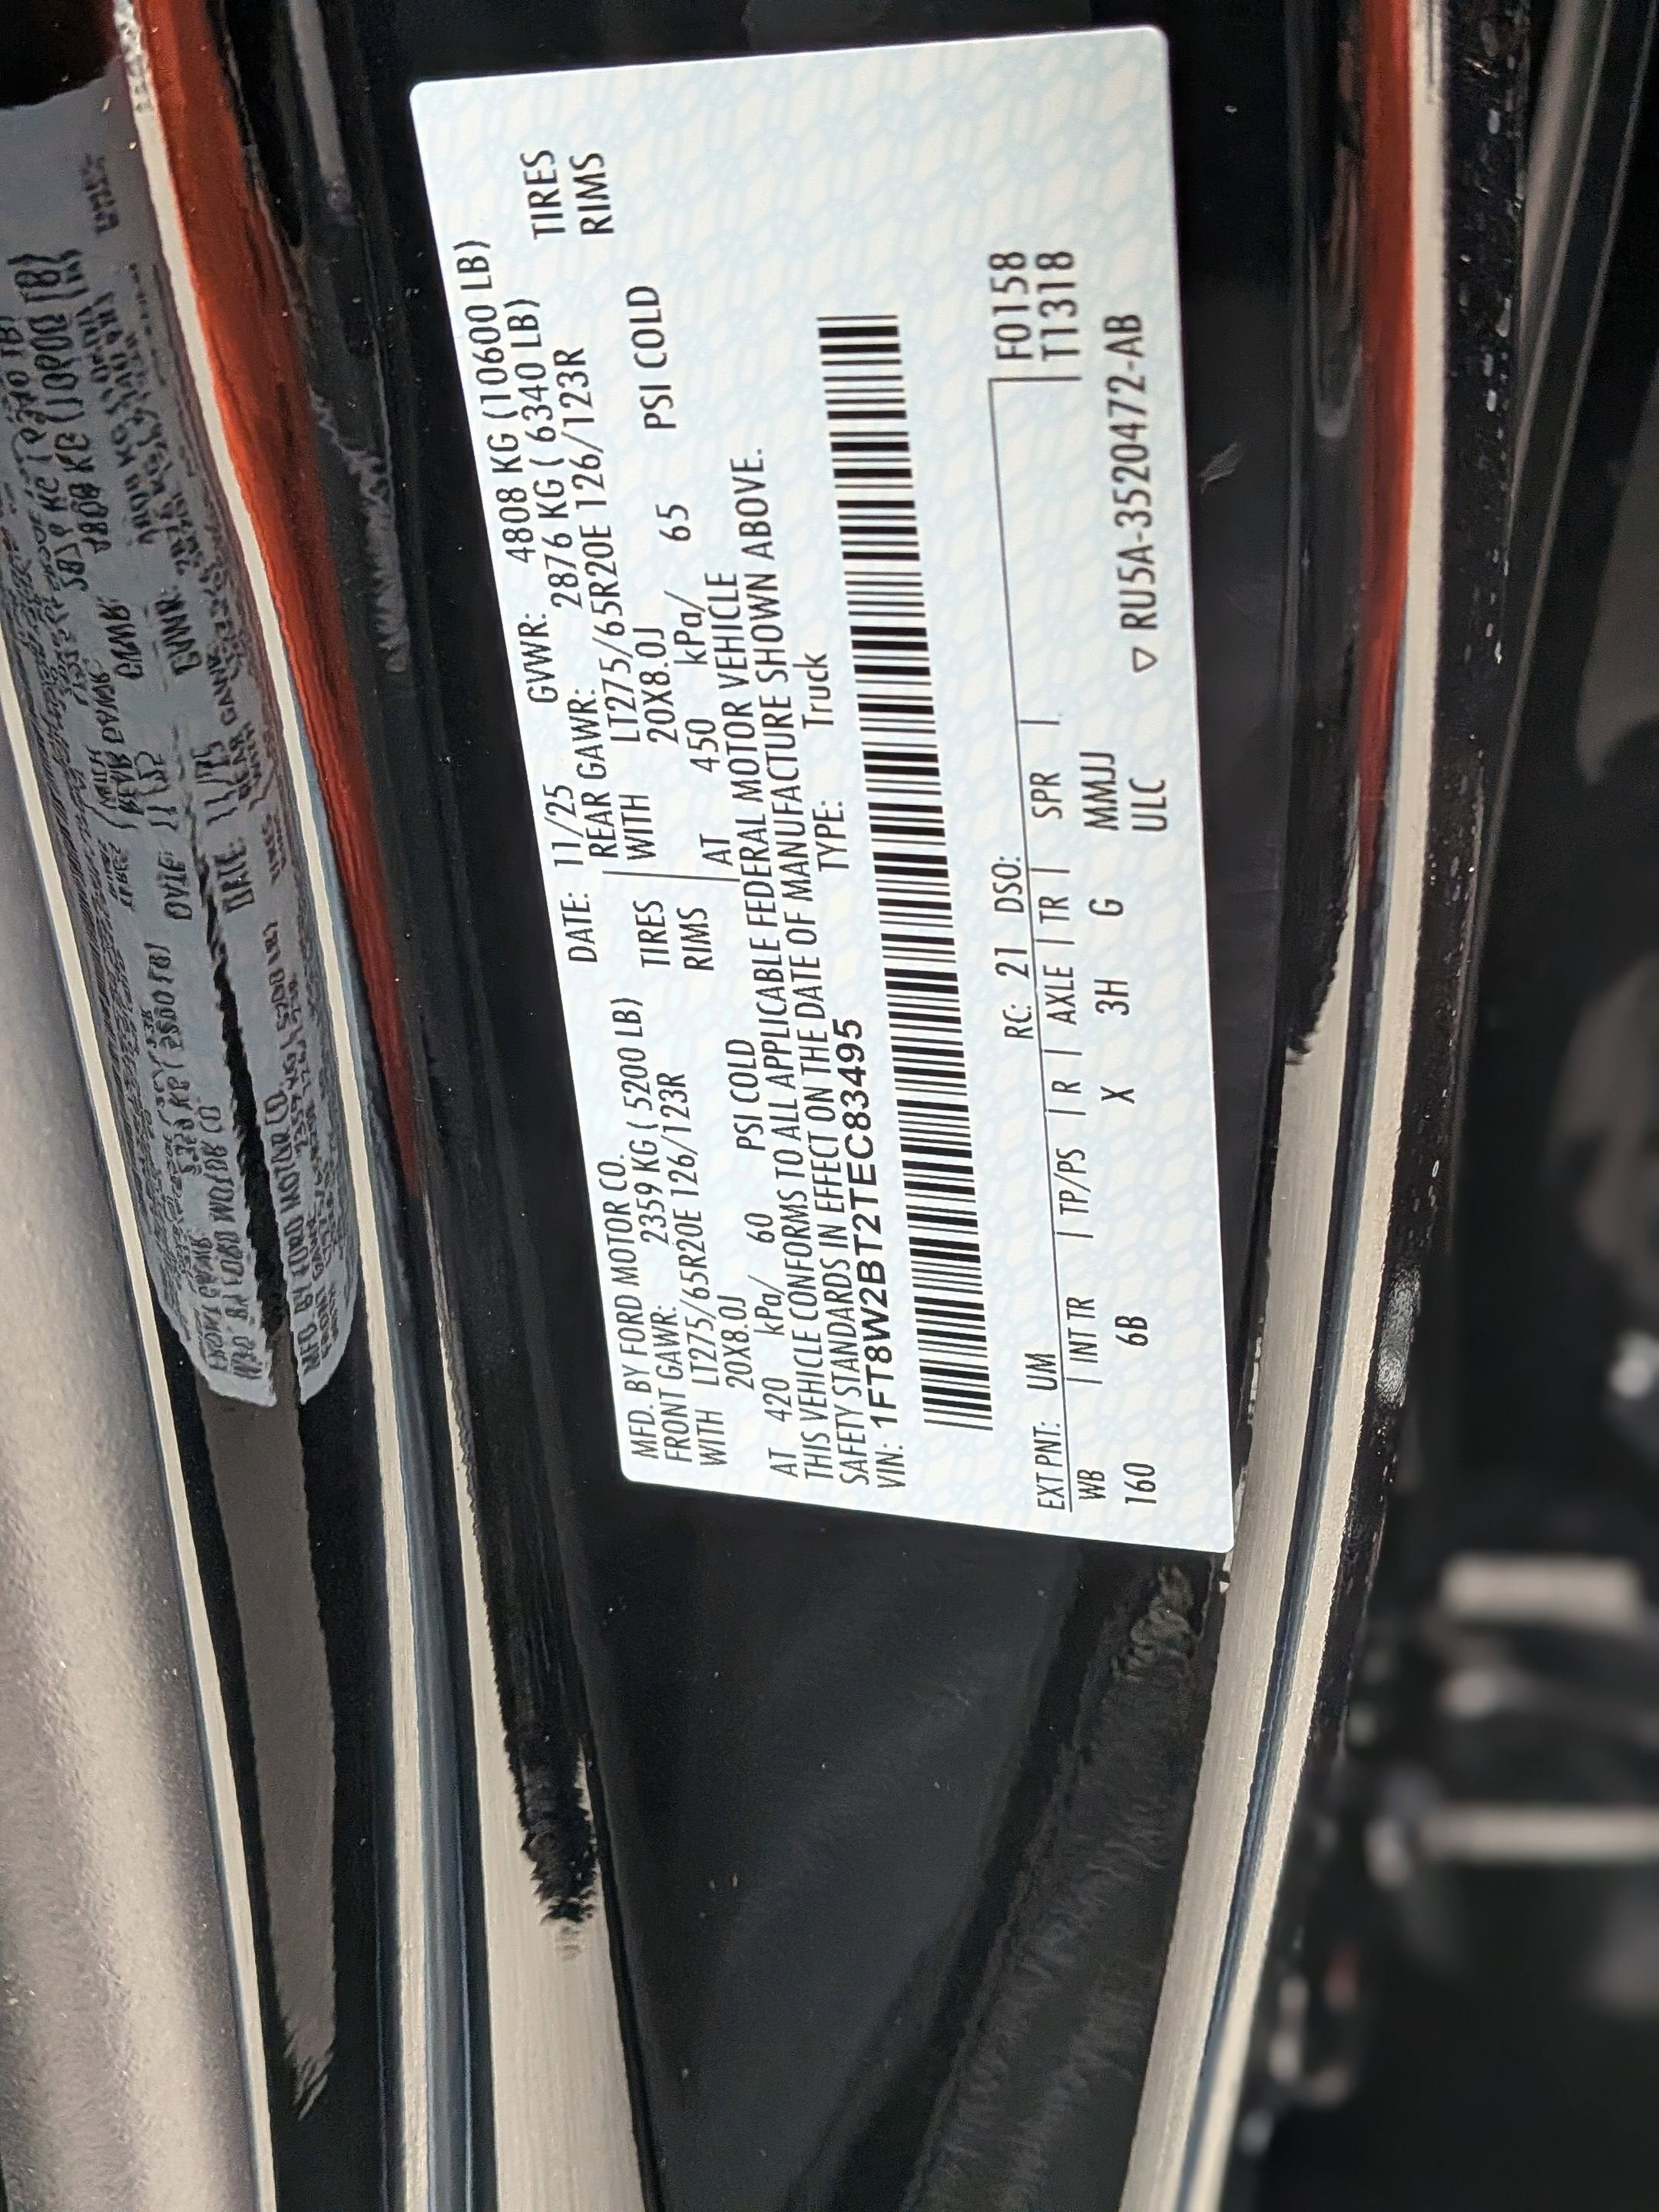 MFD. BY FORD MOTOR CO. DATE: 11/25 GVWR: 4808 KG (10600 LB)
FRONT GAWR: 2359 KG ( 5200 LB) REAR GAWR: 2876 KG ( 6340 LB)
WITH LT275/65R20E 126/123R TIRES WITH LT275/65R20E 126/123R TIRES
20X8.0J RIMS 20X8.0J RIMS
AT 420 kPa/ 60 PSI COLD AT 450 kPa/ 65 PSI COLD
THIS VEHICLE CONFORMS TO ALL APPLICABLE FEDERAL MOTOR VEHICLE
SAFETY STANDARDS IN EFFECT ON THE DATE OF MANUFACTURE SHOWN ABOVE.
VIN: 1FT8W2BT2TEC83495 TYPE: Truck
EXT PNT: UM RC: 21 DSO: F0158
WB INT TR TP/PS R AXLE TR SPR T1318
160 6B X 3H G MMJJ
ULC ▽ RU5A-3520472-AB